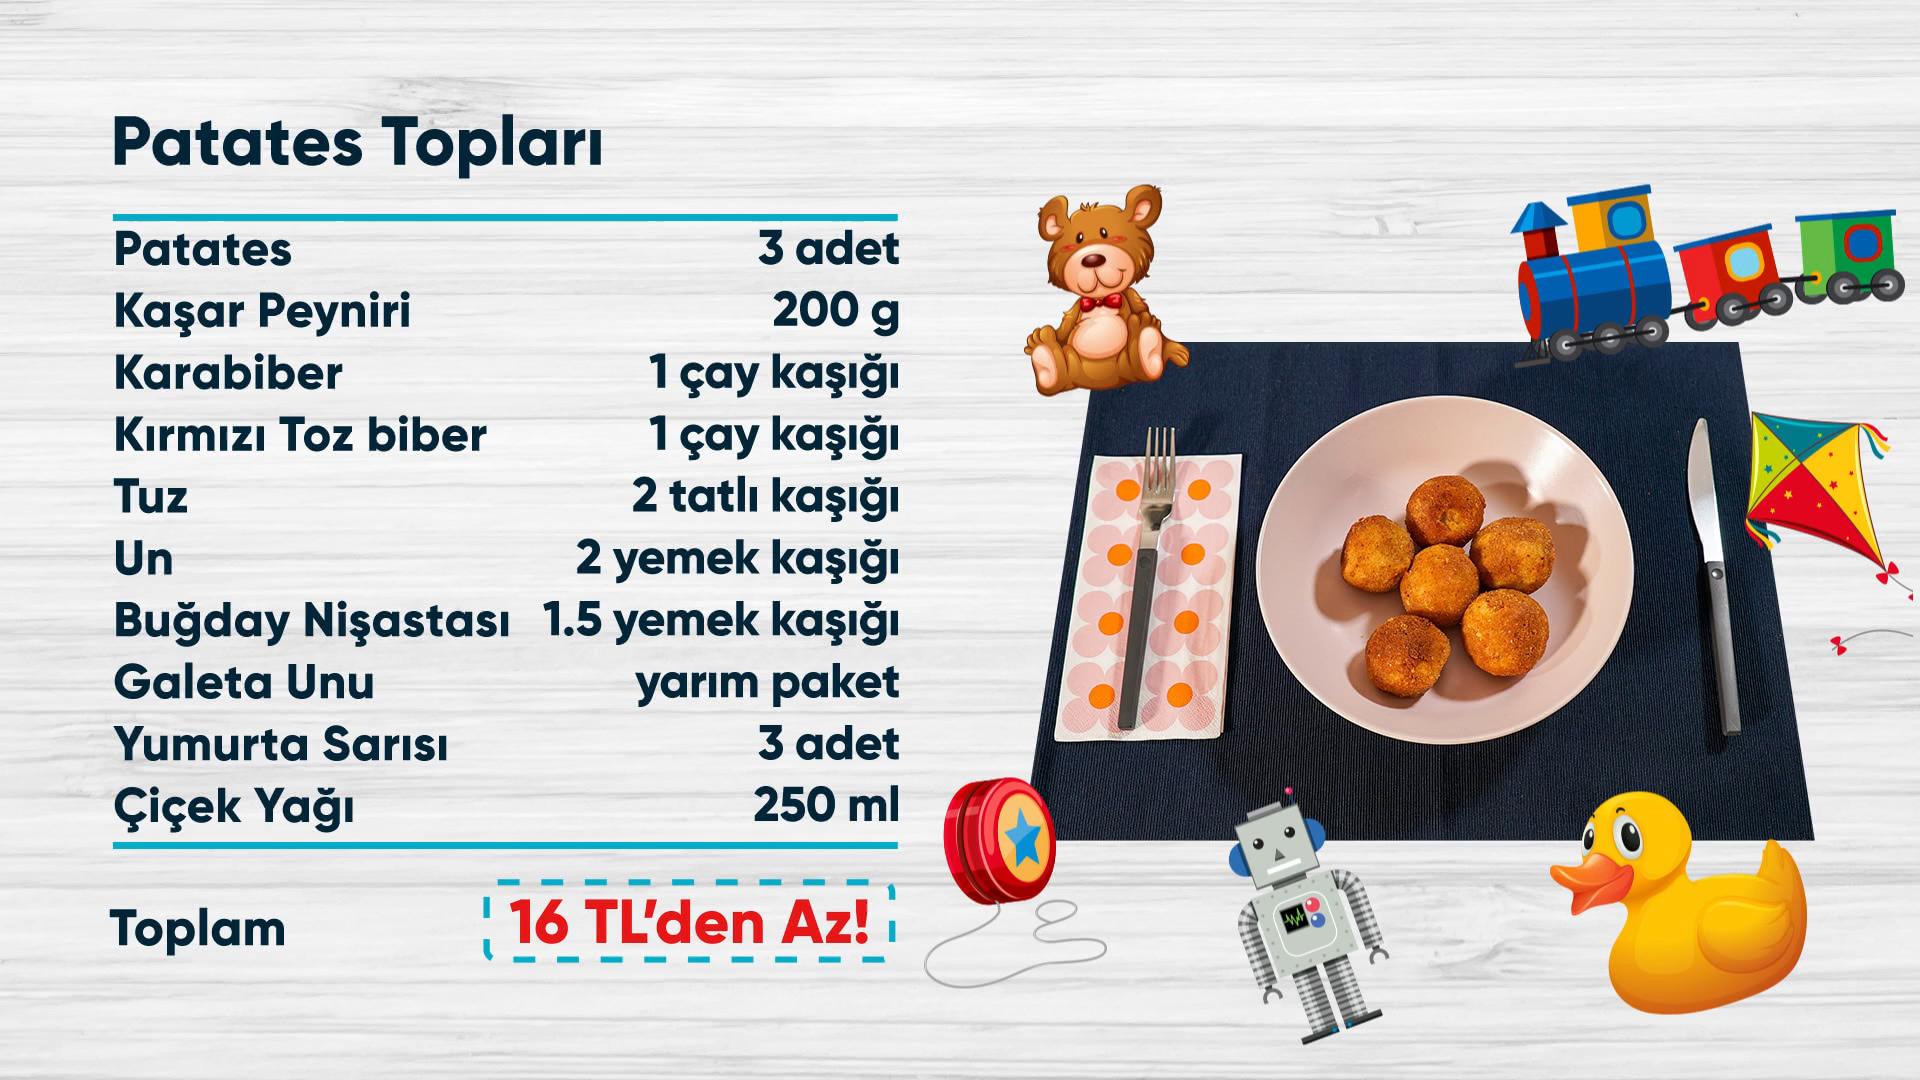 Patates Topları
Patates 3 adet
Kaşar Peyniri 200 g
Karabiber 1 çay kaşığı
Kırmızı Toz biber 1 çay kaşığı
Tuz 2 tatlı kaşığı
Un 2 yemek kaşığı
Buğday Nişastası 1.5 yemek kaşığı
Galeta Unu yarım paket
Yumurta Sarısı 3 adet
Çiçek Yağı 250 ml
Toplam 16 TL'den Az!